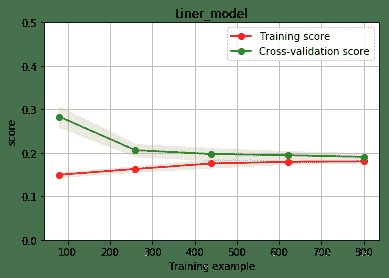 Liner_model
Training score
Cross-validation score
0.5
0.4
0.3
0.2
0.1
0.0
score
100 200 300 400 500 600 700 800
Training example